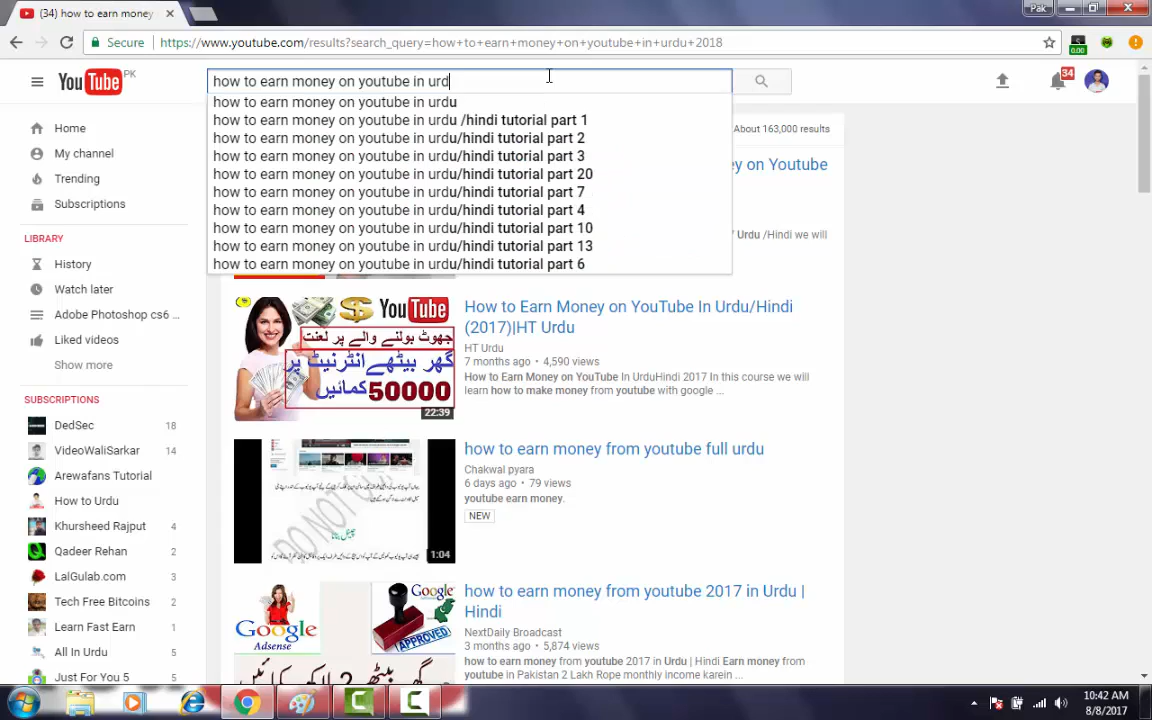 (34) how to earn money
Pak
Secure
https://www.youtube.com/results?search_query=how+to+earn+money+on+youtube+in+urdu+2018
0.00
YouTube PK
how to earn money on youtube in urd
34
how to earn money on youtube in urdu
how to earn money on youtube in urdu /hindi tutorial part 1
how to earn money on youtube in urdu/hindi tutorial part 2
how to earn money on youtube in urdu/hindi tutorial part 3
how to earn money on youtube in urdu/hindi tutorial part 20
how to earn money on youtube in urdu/hindi tutorial part 7
how to earn money on youtube in urdu/hindi tutorial part 4
how to earn money on youtube in urdu/hindi tutorial part 10
how to earn money on youtube in urdu/hindi tutorial part 13
how to earn money on youtube in urdu/hindi tutorial part 6
Home
My channel
Trending
Subscriptions
LIBRARY
History
Watch later
Adobe Photoshop cs6 ...
Liked videos
Show more
SUBSCRIPTIONS
DedSec 18
VideoWaliSarkar 14
Arewafans Tutorial
How to Urdu
Khursheed Rajput 4
Qadeer Rehan 2
LalGulab.com 3
Tech Free Bitcoins 2
Learn Fast Earn 1
All In Urdu 5
Just For You 5 5
About 163,000 results
ey on Youtube
Urdu /Hindi we will
YouTube
جھوٹ بولنے والے پر لعنت
گھر بیٹھے انٹرنیٹ پر
50000 کمائیں
22:39
How to Earn Money on YouTube In Urdu/Hindi
(2017)|HT Urdu
HT Urdu
7 months ago • 4,590 views
How to Earn Money on YouTube In UrduHindi 2017 In this course we will
learn how to make money from youtube with google ...
DO NOT COPY
چینل بنانا
1:04
how to earn money from youtube full urdu
Chakwal pyara
6 days ago • 79 views
youtube earn money.
NEW
Google
Adsense
Google
APPROVED
how to earn money from youtube 2017 in Urdu |
Hindi
NextDaily Broadcast
3 months ago • 5,874 views
how to earn money from youtube 2017 in Urdu | Hindi Earn money from
youtube in Pakistan 2 Lakh Rope monthly income karein ...
10:42 AM
8/8/2017